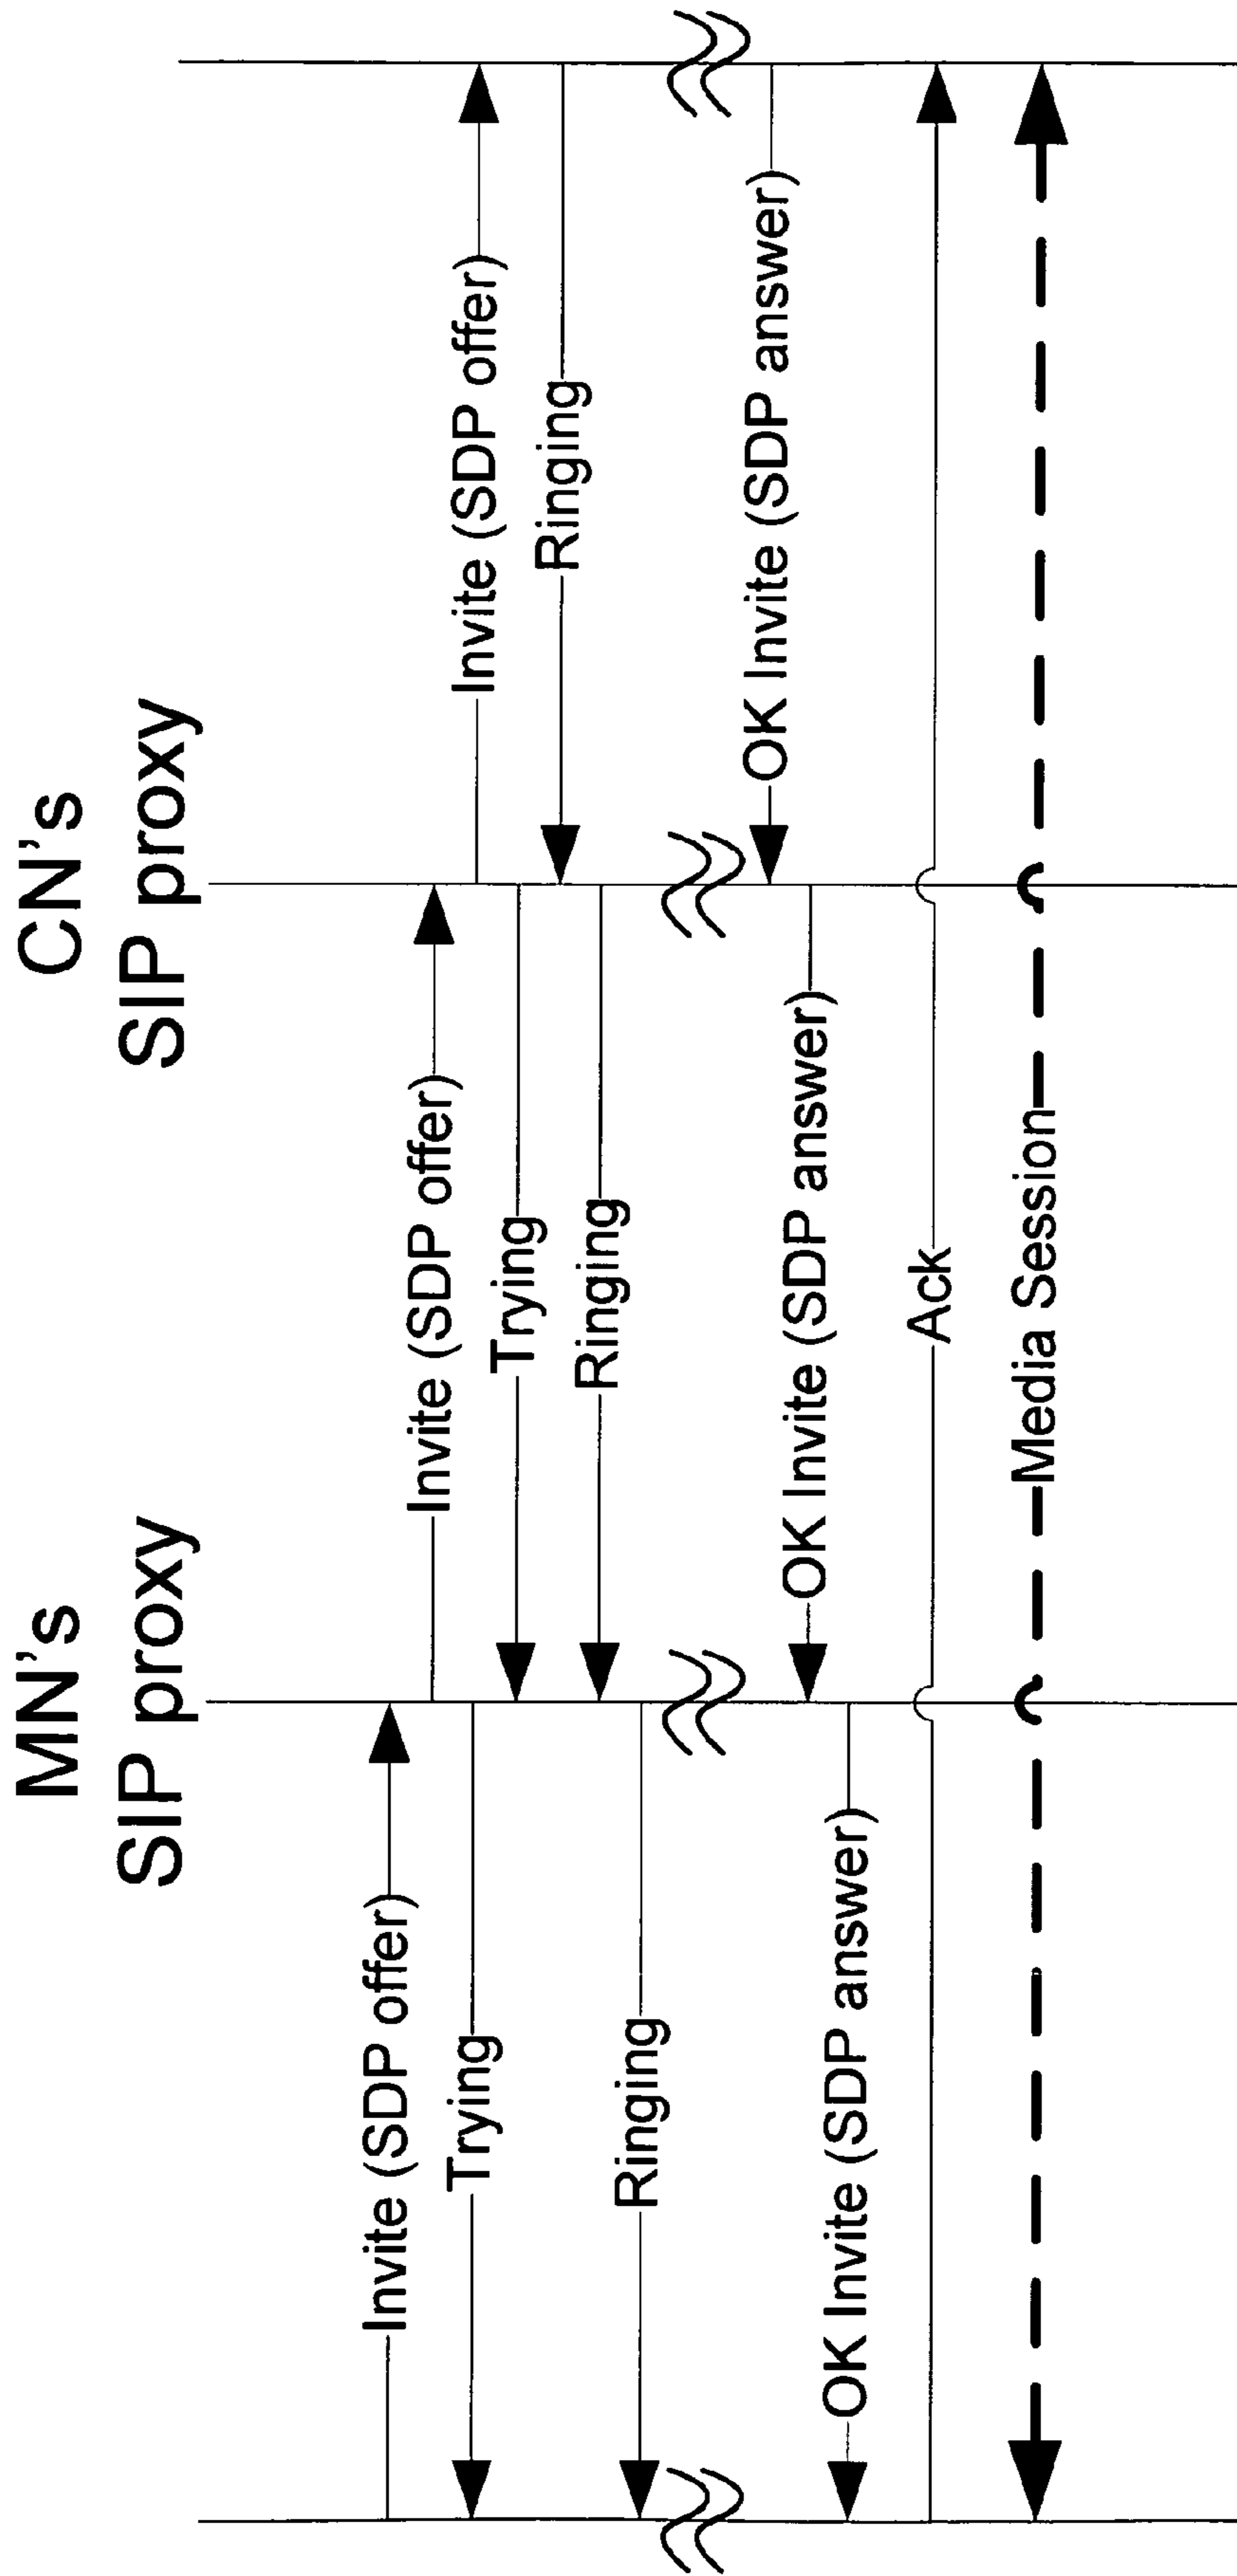 MN's
SIP proxy
CN's
SIP proxy
Invite (SDP offer)
Invite (SDP offer)
Trying
Invite (SDP offer)
Trying
Ringing
Ringing
Ringing
OK Invite (SDP answer)
OK Invite (SDP answer)
OK Invite (SDP answer)
Ack
Media Session